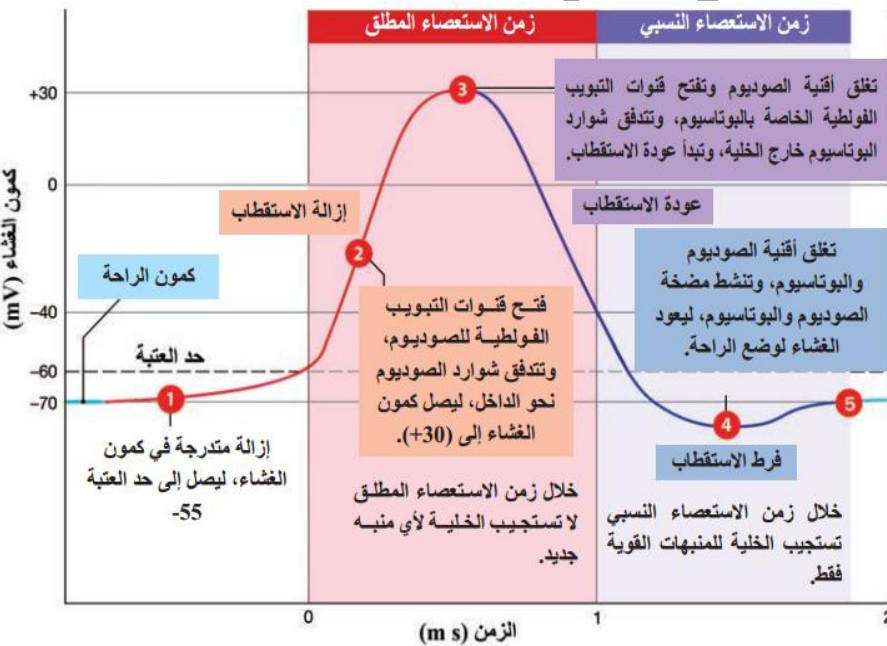 زمن الاستعصاء المطلق
زمن الاستعصاء النسبي
كمون الغشاء (mV)
+30
0
−40
−60
−70
كمون الراحة
حد العتبة
1
إزالة متدرجة في كمون
الغشاء، ليصل إلى حد العتبة
-55
إزالة الاستقطاب
2
فتح قنوات التبويب
الفولطية للصوديوم،
وتتدفق شوارد الصوديوم
نحو الداخل، ليصل كمون
الغشاء إلى (30+).
خلال زمن الاستعصاء المطلق
لا تستجيب الخلية لأي منبه
جديد.
3
تغلق أقنية الصوديوم وتفتح قنوات التبويب
الفولطية الخاصة بالبوتاسيوم، وتتدفق شوارد
البوتاسيوم خارج الخلية، وتبدأ عودة الاستقطاب.
عودة الاستقطاب
تغلق أقنية الصوديوم
والبوتاسيوم، وتنشط مضخة
الصوديوم والبوتاسيوم، ليعود
الغشاء لوضع الراحة.
4
5
فرط الاستقطاب
خلال زمن الاستعصاء النسبي
تستجيب الخلية للمنبهات القوية
فقط.
0
1
2
الزمن (m s)